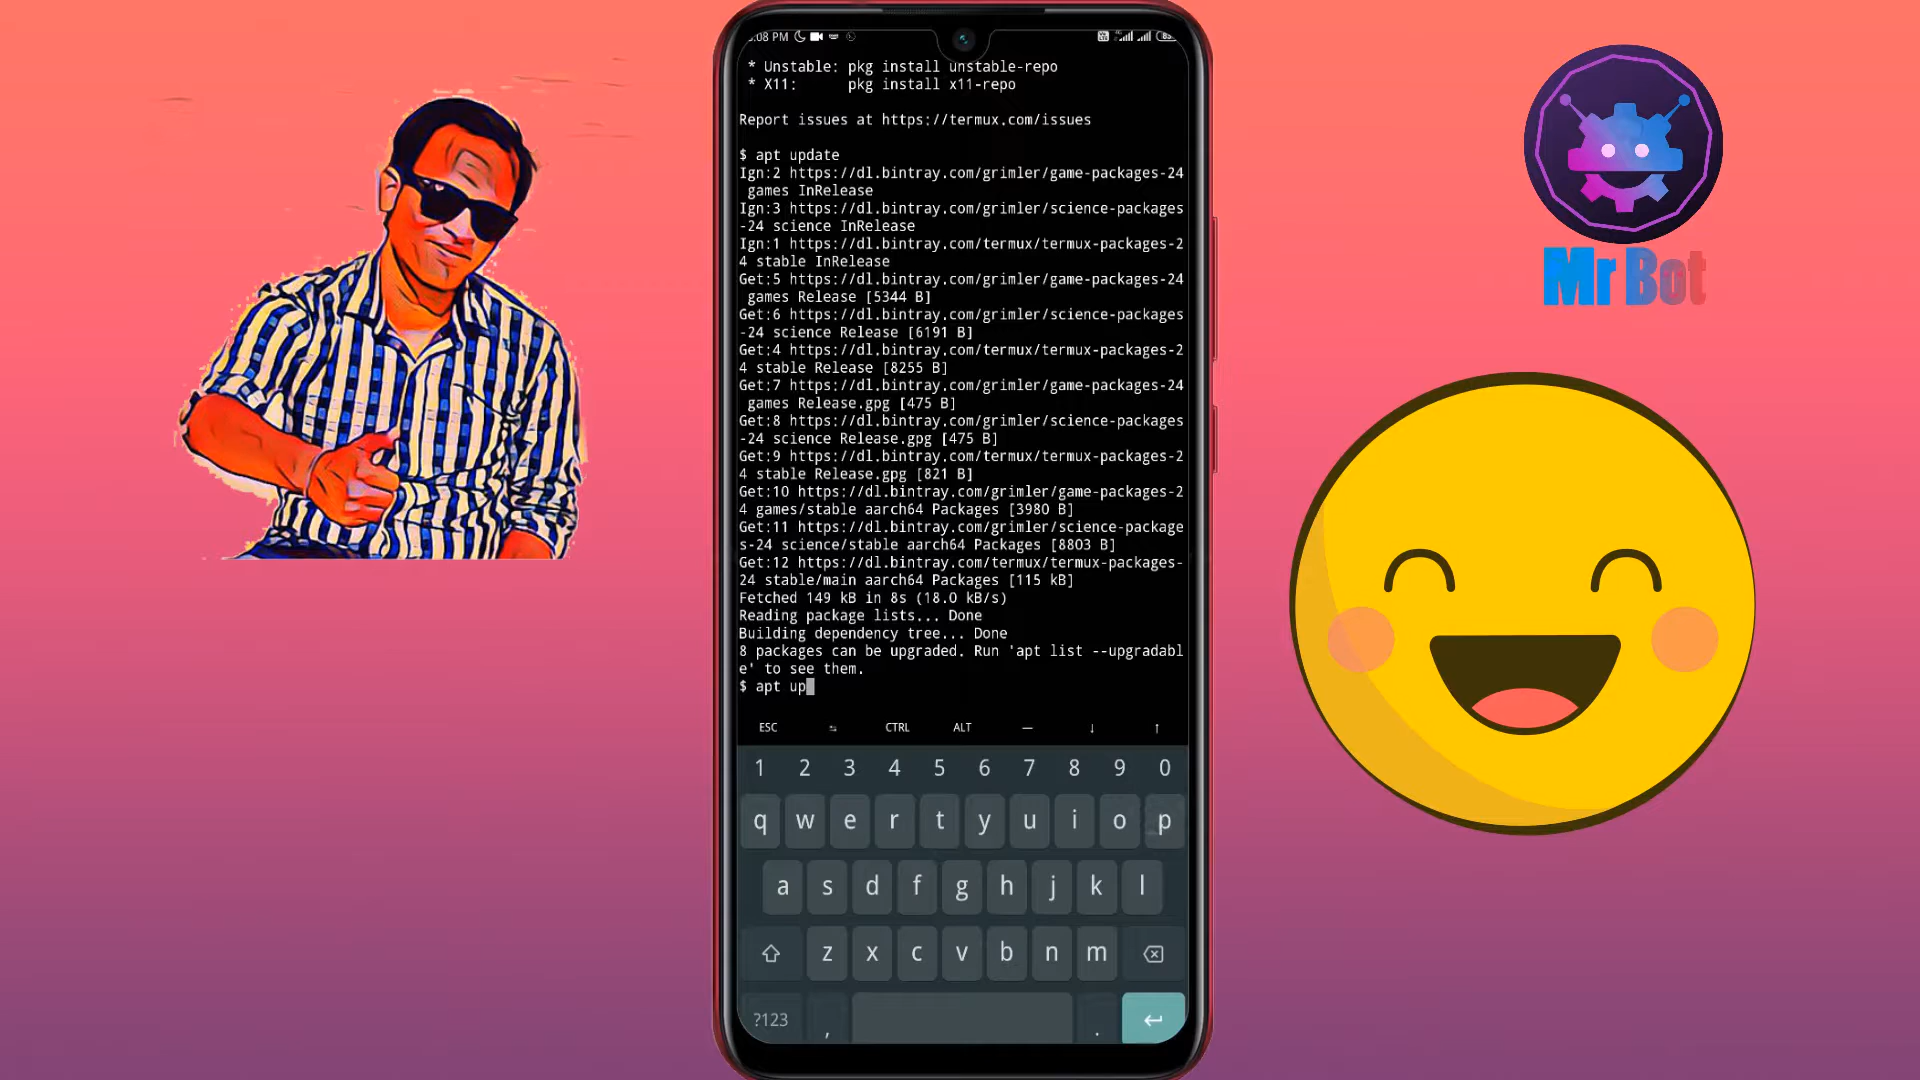 :08 PM
* Unstable: pkg install unstable-repo
* X11:      pkg install x11-repo
Report issues at https://termux.com/issues
$ apt update
Ign:2 https://dl.bintray.com/grimler/game-packages-24
games InRelease
Ign:3 https://dl.bintray.com/grimler/science-packages
-24 science InRelease
Ign:1 https://dl.bintray.com/termux/termux-packages-2
4 stable InRelease
Get:5 https://dl.bintray.com/grimler/game-packages-24
games Release [5344 B]
Get:6 https://dl.bintray.com/grimler/science-packages
-24 science Release [6191 B]
Get:4 https://dl.bintray.com/termux/termux-packages-2
4 stable Release [8255 B]
Get:7 https://dl.bintray.com/grimler/game-packages-24
games Release.gpg [475 B]
Get:8 https://dl.bintray.com/grimler/science-packages
-24 science Release.gpg [475 B]
Get:9 https://dl.bintray.com/termux/termux-packages-2
4 stable Release.gpg [821 B]
Get:10 https://dl.bintray.com/grimler/game-packages-2
4 games/stable aarch64 Packages [3980 B]
Get:11 https://dl.bintray.com/grimler/science-package
s-24 science/stable aarch64 Packages [8803 B]
Get:12 https://dl.bintray.com/termux/termux-packages-
24 stable/main aarch64 Packages [115 kB]
Fetched 149 kB in 8s (18.0 kB/s)
Reading package lists... Done
Building dependency tree... Done
8 packages can be upgraded. Run 'apt list --upgradabl
e' to see them.
$ apt up
ESC ⇆ CTRL ALT — ↓ ↑
1 2 3 4 5 6 7 8 9 0
q w e r t y u i o p
a s d f g h j k l
z x c v b n m
?123 , .
Mr Bot